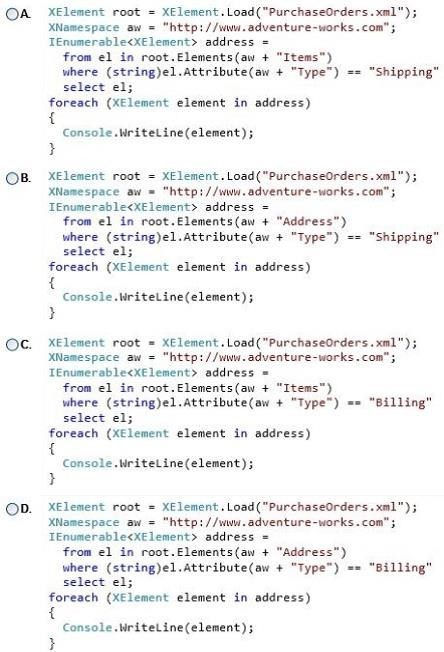 A. XElement root = XElement.Load("PurchaseOrders.xml");
XNamespace aw = "http://www.adventure-works.com";
IEnumerable<XElement> address =
from el in root.Elements(aw + "Items")
where (string)el.Attribute(aw + "Type") == "Shipping"
select el;
foreach (XElement element in address)
{
Console.WriteLine(element);
}
B. XElement root = XElement.Load("PurchaseOrders.xml");
XNamespace aw = "http://www.adventure-works.com";
IEnumerable<XElement> address =
from el in root.Elements(aw + "Address")
where (string)el.Attribute(aw + "Type") == "Shipping"
select el;
foreach (XElement element in address)
{
Console.WriteLine(element);
}
C. XElement root = XElement.Load("PurchaseOrders.xml");
XNamespace aw = "http://www.adventure-works.com";
IEnumerable<XElement> address =
from el in root.Elements(aw + "Items")
where (string)el.Attribute(aw + "Type") == "Billing"
select el;
foreach (XElement element in address)
{
Console.WriteLine(element);
}
D. XElement root = XElement.Load("PurchaseOrders.xml");
XNamespace aw = "http://www.adventure-works.com";
IEnumerable<XElement> address =
from el in root.Elements(aw + "Address")
where (string)el.Attribute(aw + "Type") == "Billing"
select el;
foreach (XElement element in address)
{
Console.WriteLine(element);
}